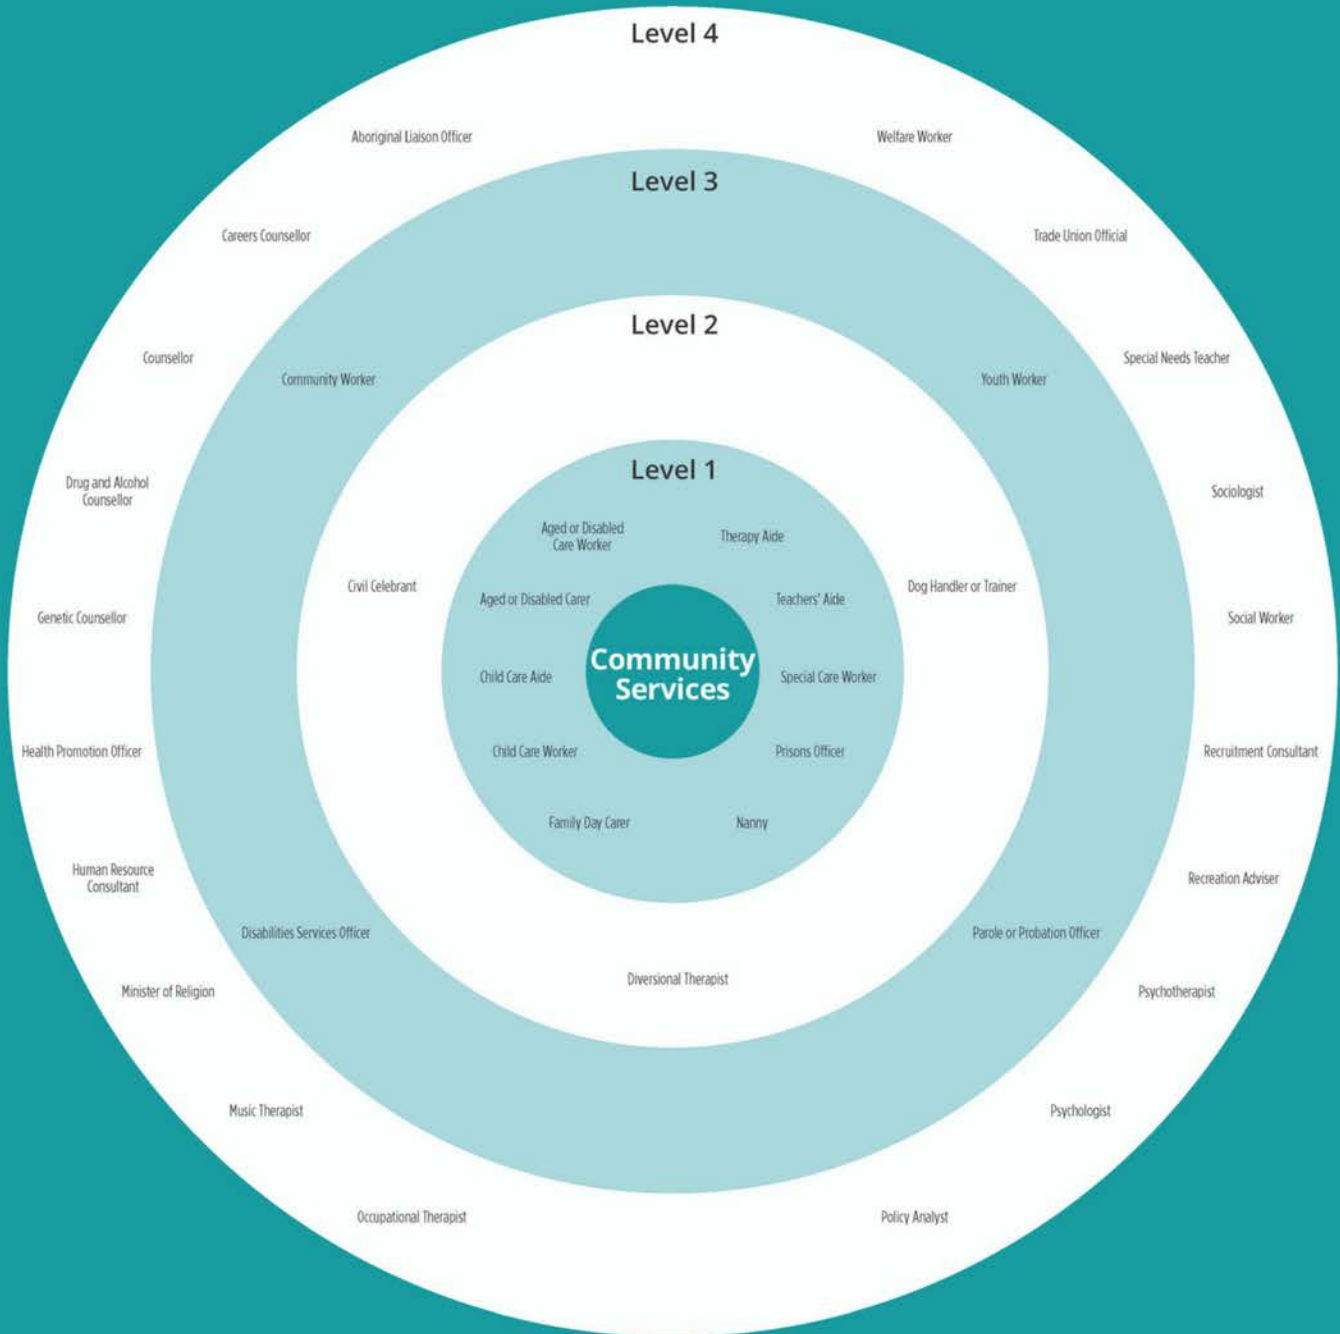 Level 4
Aboriginal Liaison Officer
Welfare Worker
Careers Counsellor
Trade Union Official
Counsellor
Special Needs Teacher
Drug and Alcohol
Counsellor
Sociologist
Genetic Counsellor
Social Worker
Health Promotion Officer
Recruitment Consultant
Human Resource
Consultant
Recreation Adviser
Minister of Religion
Psychotherapist
Music Therapist
Psychologist
Occupational Therapist
Policy Analyst
Level 3
Community Worker
Youth Worker
Disabilities Services Officer
Parole or Probation Officer
Level 2
Civil Celebrant
Dog Handler or Trainer
Diversional Therapist
Level 1
Aged or Disabled
Care Worker
Therapy Aide
Aged or Disabled Carer
Teachers' Aide
Child Care Aide
Special Care Worker
Child Care Worker
Prisons Officer
Family Day Carer
Nanny
Community
Services